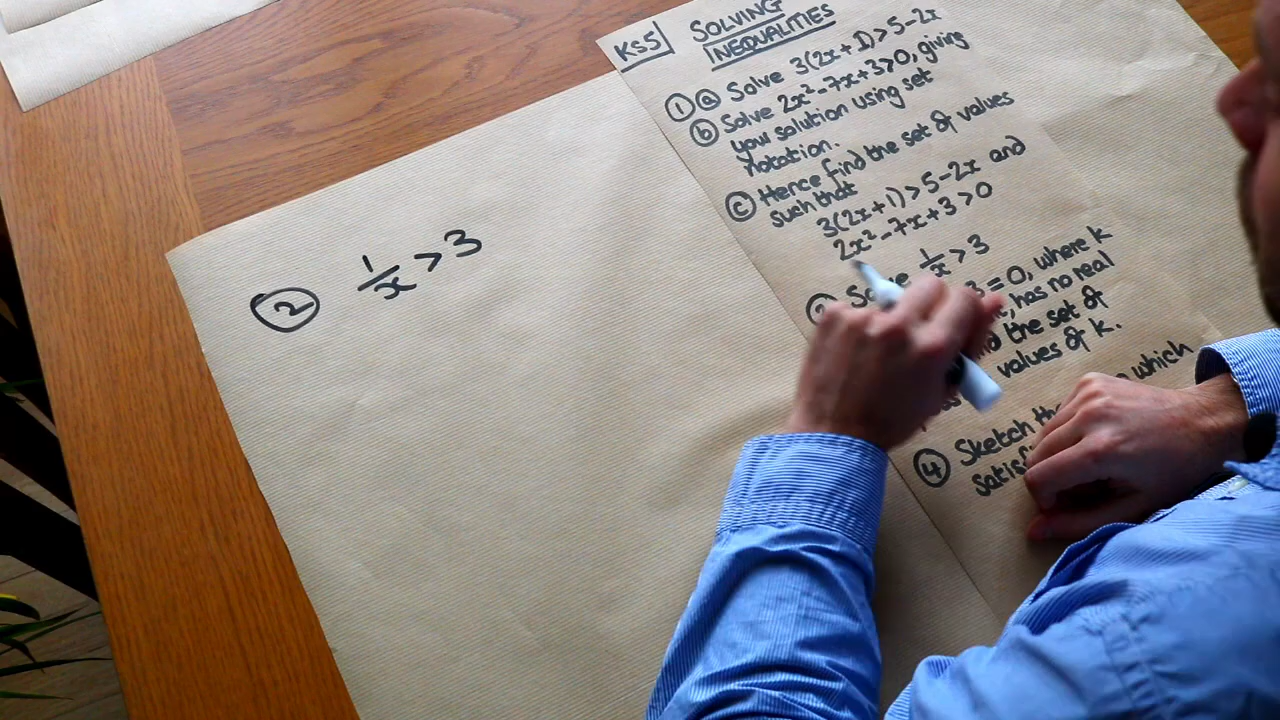 ② 1/x > 3
KS5
SOLVING
INEQUALITIES
① ⓐ Solve 3(2x+1)>5-2x
ⓑ Solve 2x²-7x+3>0, giving
your solution using set
notation.
ⓒ Hence find the set of values
such that
3(2x+1)>5-2x and
2x²-7x+3>0
1/x > 3
3=0, where k
has no real
the set of
values of k.
which
④ Sketch